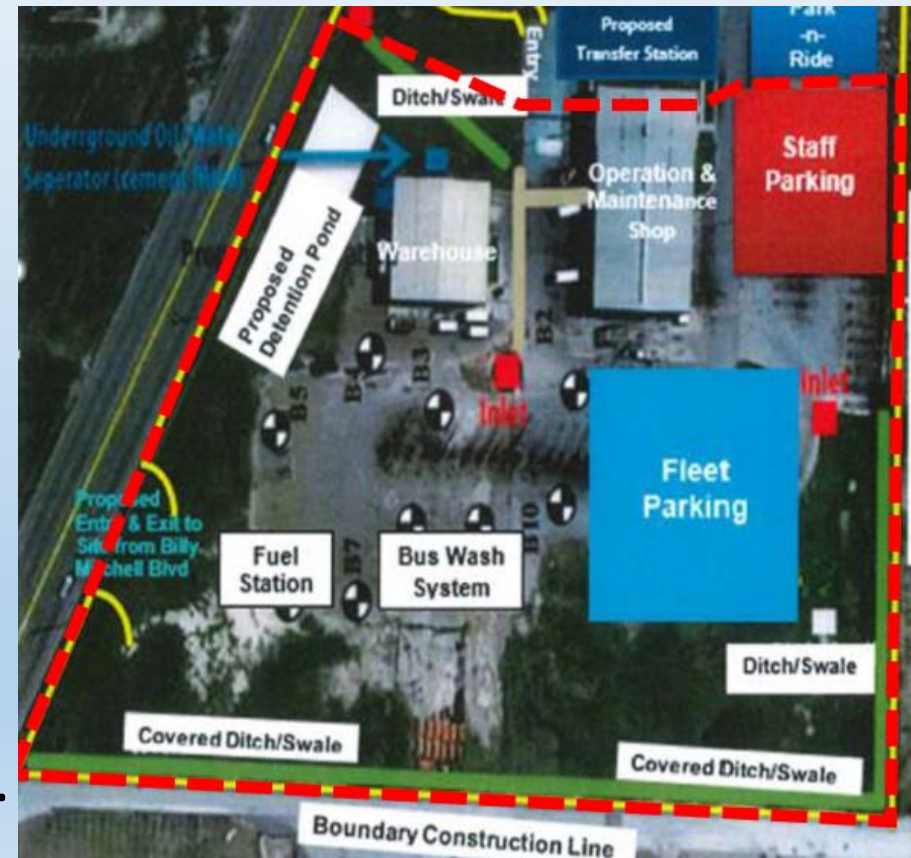 Entry
Proposed
Transfer Station
Park
-n-
Ride
Ditch/Swale
Underground Oil/Water
Seperator (cement filled)
Staff
Parking
Operation &
Maintenance
Shop
Warehouse
Proposed
Detention Pond
B2
B3
B4
B5
Inlet
Inlet
Fleet
Parking
Proposed
Entry & Exit to
Site from Billy
Mitchell Blvd
Fuel
Station
B7
Bus Wash
System
B10
Ditch/Swale
Covered Ditch/Swale
Covered Ditch/Swale
Boundary Construction Line